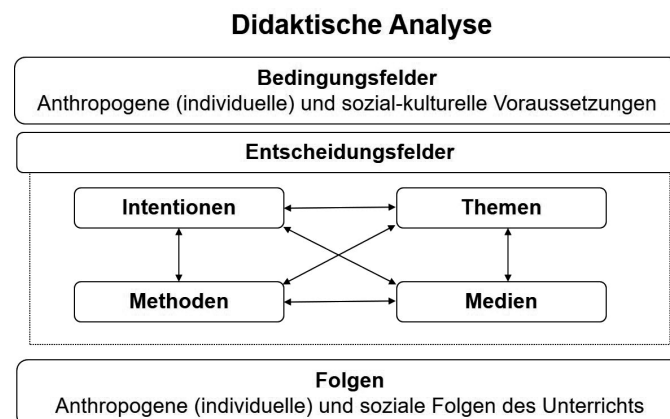 Didaktische Analyse
Bedingungsfelder
Anthropogene (individuelle) und sozial-kulturelle Voraussetzungen
Entscheidungsfelder
Intentionen
Themen
Methoden
Medien
Folgen
Anthropogene (individuelle) und soziale Folgen des Unterrichts